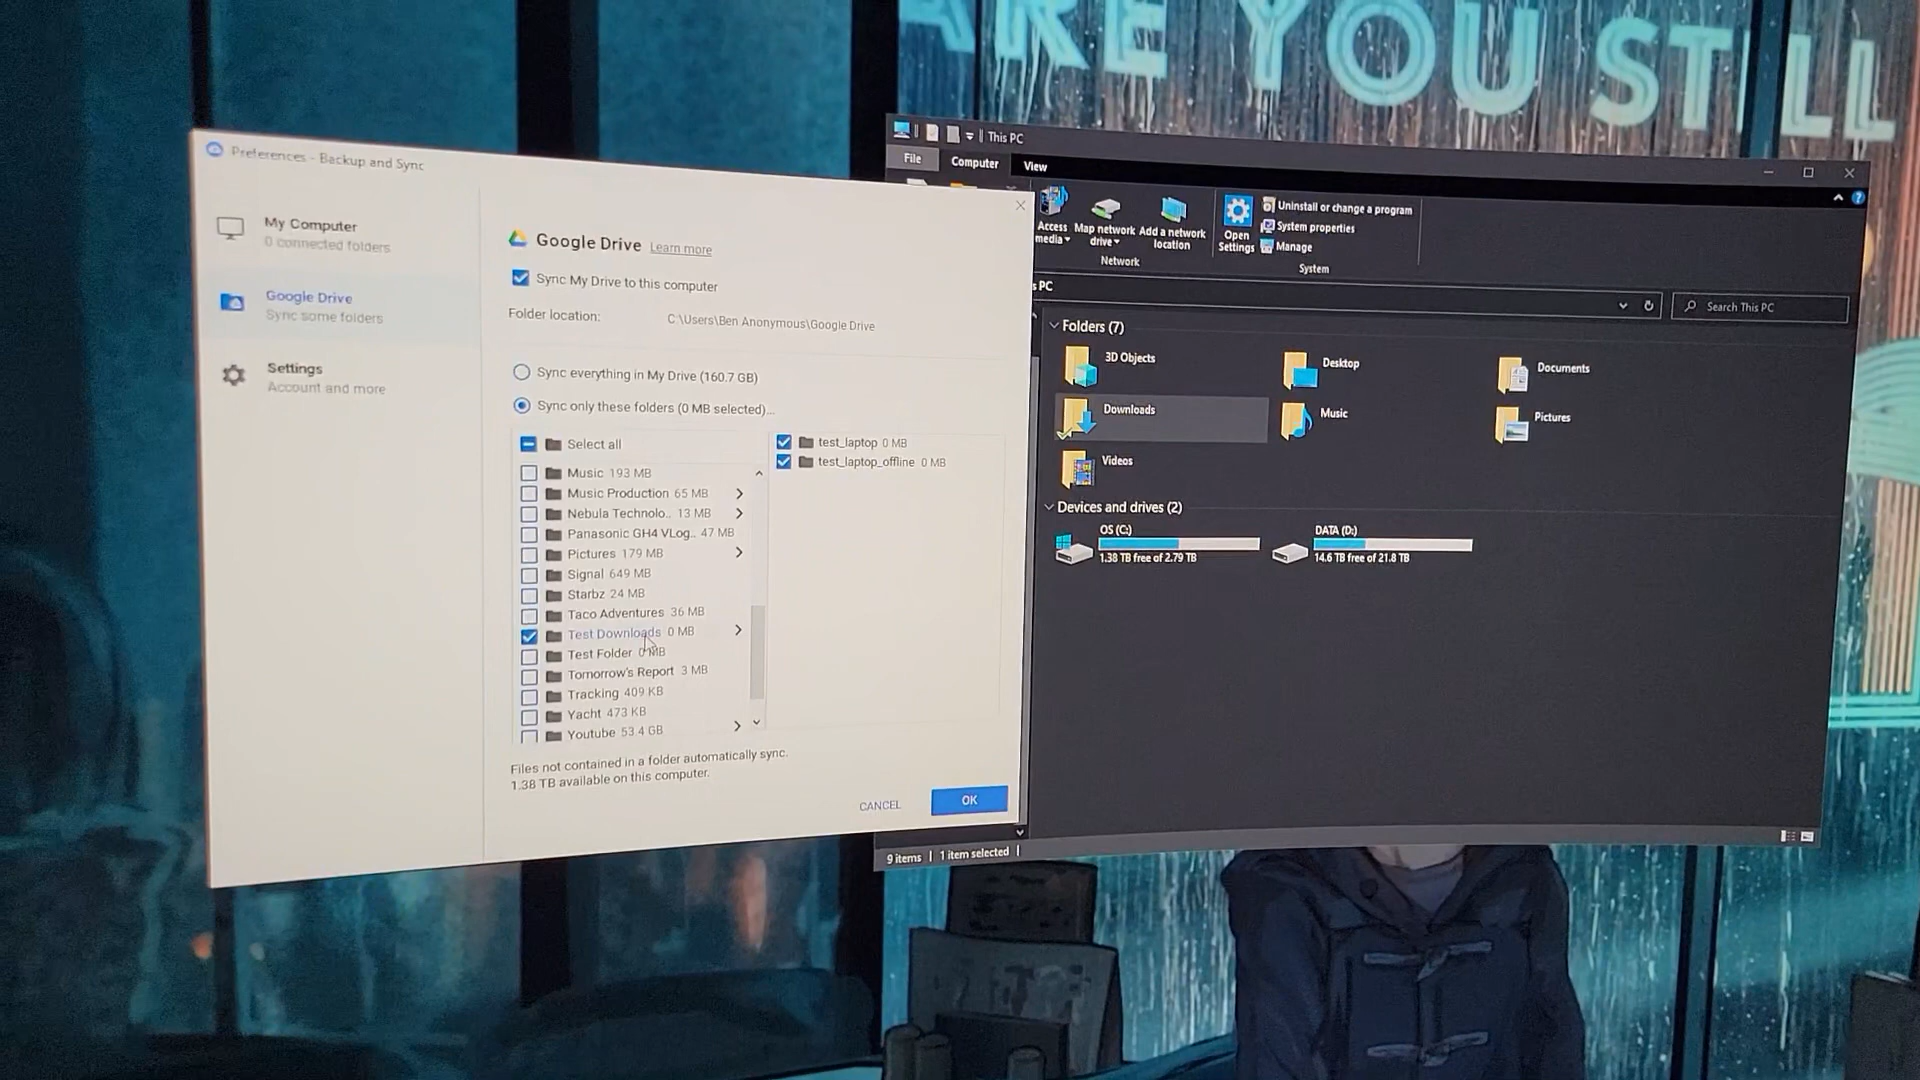 ARE YOU STILL
Preferences - Backup and Sync
My Computer
0 connected folders
Google Drive
Sync some folders
Settings
Account and more
Google Drive Learn more
Sync My Drive to this computer
Folder location: C:\Users\Ben Anonymous\Google Drive
Sync everything in My Drive (160.7 GB)
Sync only these folders (0 MB selected)...
Select all
Music 193 MB
Music Production 65 MB
Nebula Technolo.. 13 MB
Panasonic GH4 VLog.. 47 MB
Pictures 179 MB
Signal 649 MB
Starbz 24 MB
Taco Adventures 36 MB
Test Downloads 0 MB
Test Folder 0 MB
Tomorrow's Report 3 MB
Tracking 409 KB
Yacht 473 KB
Youtube 53.4 GB
test_laptop 0 MB
test_laptop_offline 0 MB
Files not contained in a folder automatically sync.
1.38 TB available on this computer.
CANCEL
OK
This PC
File
Computer
View
Access media
Map network drive
Add a network location
Network
Open Settings
Uninstall or change a program
System properties
Manage
System
s PC
Search This PC
Folders (7)
3D Objects
Desktop
Documents
Downloads
Music
Pictures
Videos
Devices and drives (2)
OS (C:)
1.38 TB free of 2.79 TB
DATA (D:)
14.6 TB free of 21.8 TB
9 items
1 item selected